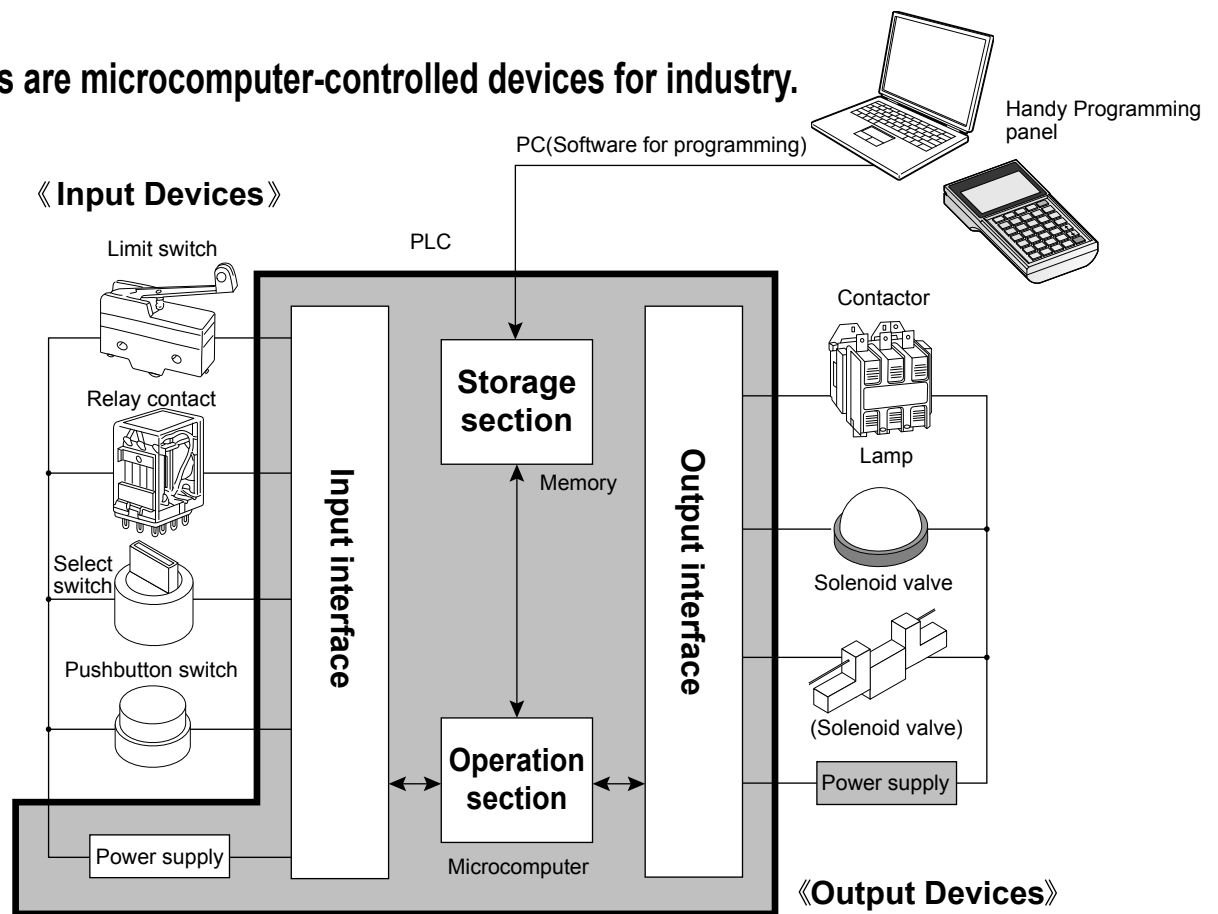 s are microcomputer-controlled devices for industry.
Handy Programming
panel
PC(Software for programming)
《Input Devices》
Limit switch
PLC
Contactor
Storage
section
Relay contact
Lamp
Memory
Input interface
Output interface
Select
switch
Solenoid valve
Pushbutton switch
(Solenoid valve)
Operation
section
Power supply
Power supply
Microcomputer
《Output Devices》